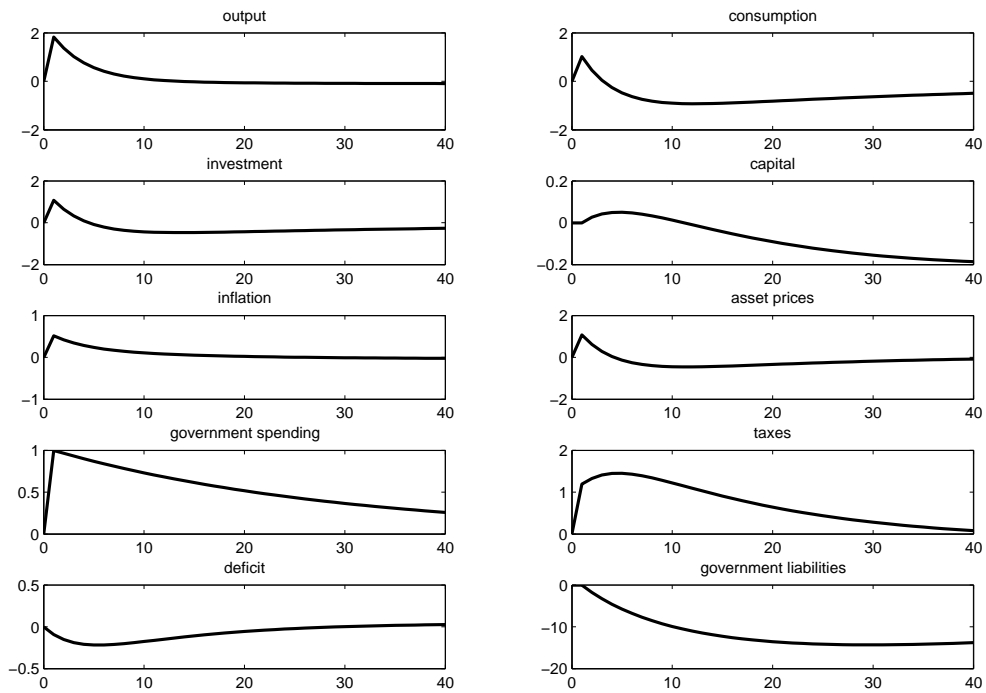 output
2
0
−2
0 10 20 30 40
consumption
2
0
−2
0 10 20 30 40
investment
2
0
−2
0 10 20 30 40
capital
0.2
0
−0.2
0 10 20 30 40
inflation
1
0
−1
0 10 20 30 40
asset prices
2
0
−2
0 10 20 30 40
government spending
1
0.5
0
0 10 20 30 40
taxes
2
1
0
0 10 20 30 40
deficit
0.5
0
−0.5
0 10 20 30 40
government liabilities
0
−10
−20
0 10 20 30 40